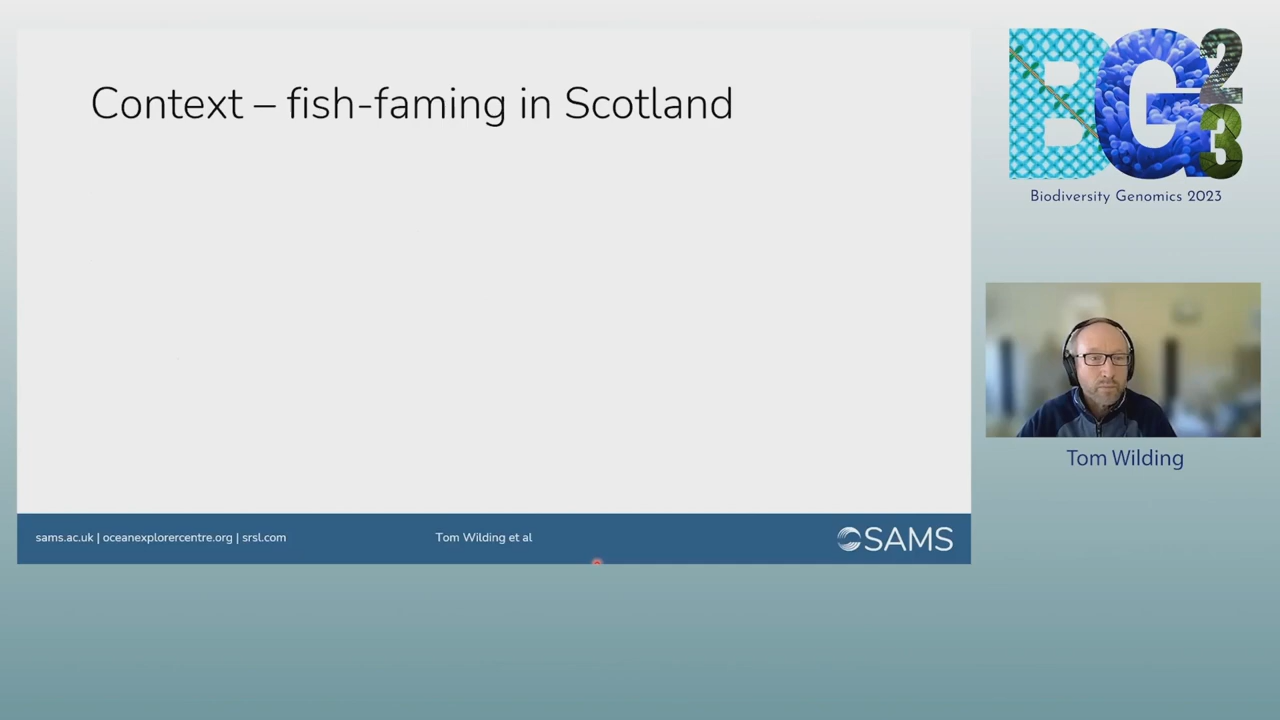 Context – fish-faming in Scotland
sams.ac.uk | oceanexplorercentre.org | srsl.com
Tom Wilding et al
SAMS
BG23
Biodiversity Genomics 2023
Tom Wilding